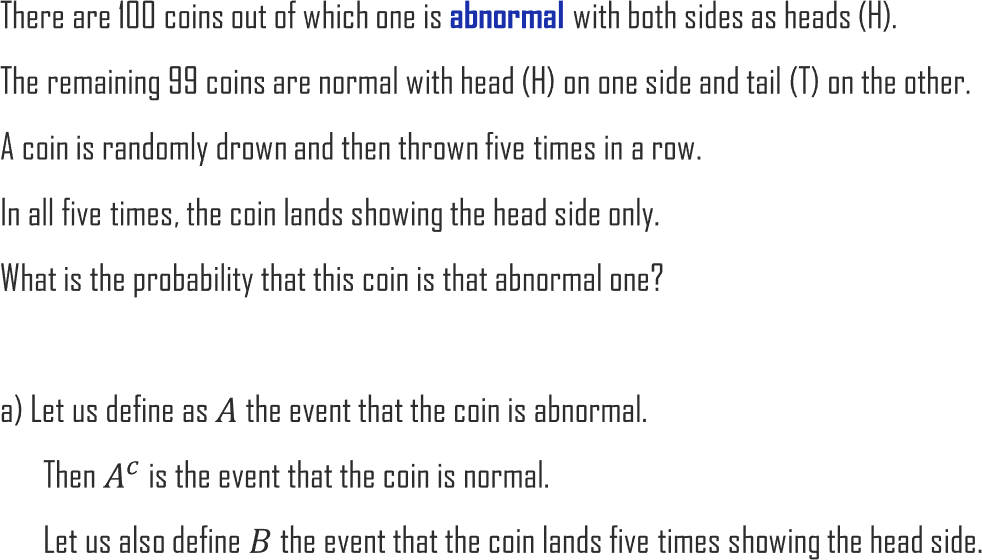 There are 100 coins out of which one is abnormal with both sides as heads (H).
The remaining 99 coins are normal with head (H) on one side and tail (T) on the other.
A coin is randomly drown and then thrown five times in a row.
In all five times, the coin lands showing the head side only.
What is the probability that this coin is that abnormal one?
a) Let us define as A the event that the coin is abnormal.
Then Aᶜ is the event that the coin is normal.
Let us also define B the event that the coin lands five times showing the head side.